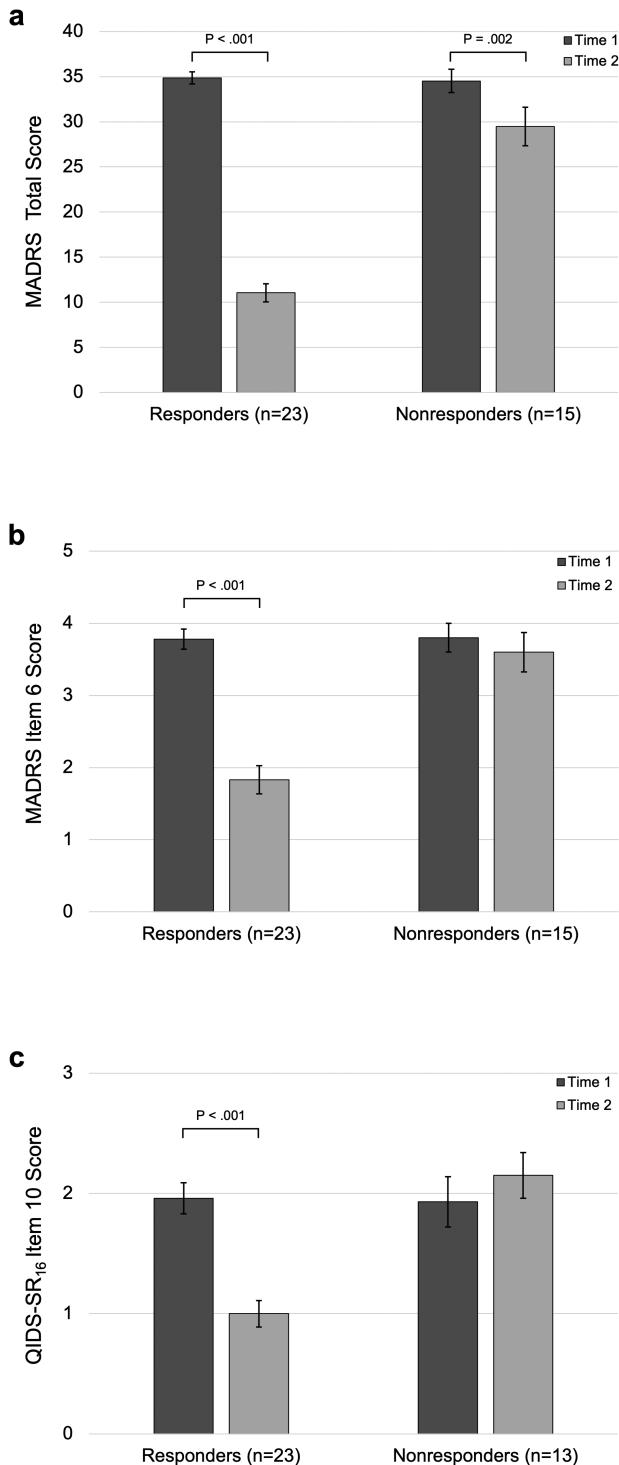 a
40
35
30
25
20
15
10
5
0
MADRS Total Score
P < .001
P = .002
Time 1
Time 2
Responders (n=23)
Nonresponders (n=15)
b
5
4
3
2
1
0
MADRS Item 6 Score
P < .001
Time 1
Time 2
Responders (n=23)
Nonresponders (n=15)
c
3
2
1
0
QIDS-SR16 Item 10 Score
P < .001
Time 1
Time 2
Responders (n=23)
Nonresponders (n=13)